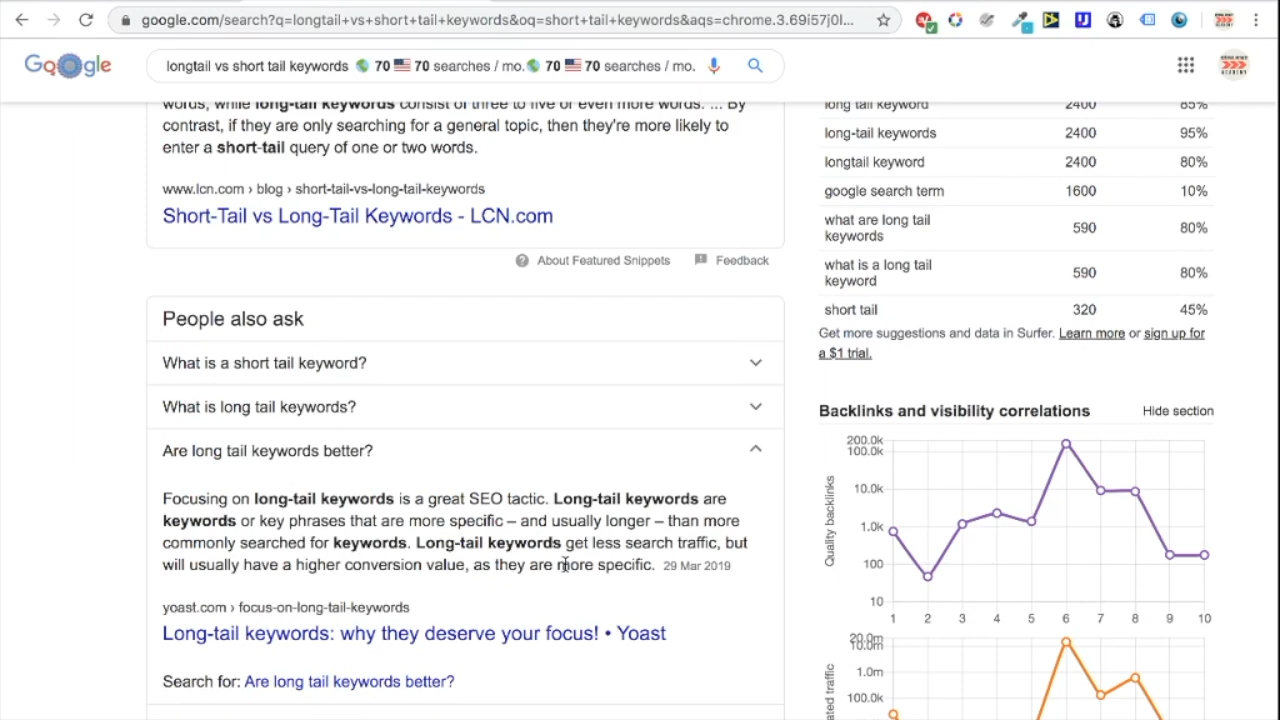 google.com/search?q=longtail+vs+short+tail+keywords&oq=short+tail+keywords&aqs=chrome.3.69i57j0l...
Google
longtail vs short tail keywords 70 70 searches / mo. 70 70 searches / mo.
words, while long-tail keywords consist of three to five or even more words. ... By
contrast, if they are only searching for a general topic, then they're more likely to
enter a short-tail query of one or two words.
www.lcn.com › blog › short-tail-vs-long-tail-keywords
Short-Tail vs Long-Tail Keywords - LCN.com
About Featured Snippets Feedback
People also ask
What is a short tail keyword?
What is long tail keywords?
Are long tail keywords better?
Focusing on long-tail keywords is a great SEO tactic. Long-tail keywords are
keywords or key phrases that are more specific – and usually longer – than more
commonly searched for keywords. Long-tail keywords get less search traffic, but
will usually have a higher conversion value, as they are more specific. 29 Mar 2019
yoast.com › focus-on-long-tail-keywords
Long-tail keywords: why they deserve your focus! • Yoast
Search for: Are long tail keywords better?
long tail keyword 2400 85%
long-tail keywords 2400 95%
longtail keyword 2400 80%
google search term 1600 10%
what are long tail
keywords 590 80%
what is a long tail
keyword 590 80%
short tail 320 45%
Get more suggestions and data in Surfer. Learn more or sign up for
a $1 trial.
Backlinks and visibility correlations Hide section
Quality backlinks
200.0k
100.0k
10.0k
1.0k
100
10
1 2 3 4 5 6 7 8 9 10
20.0m
10.0m
1.0m
100.0k
ated traffic